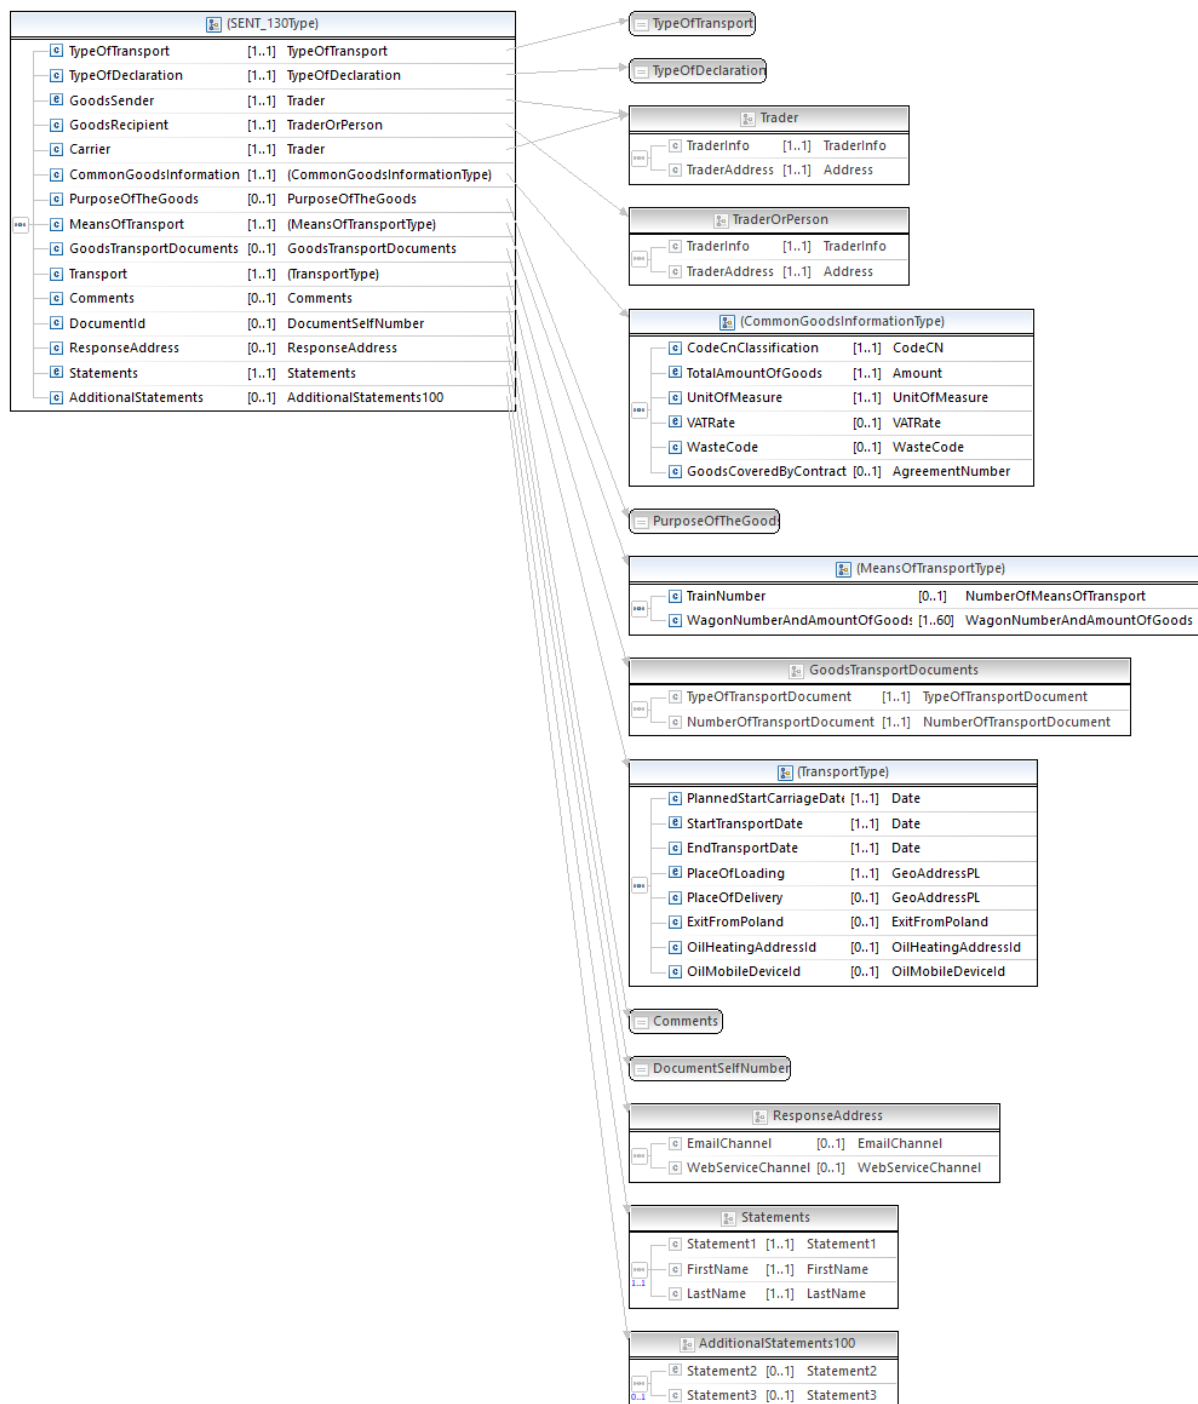 (SENT_130Type)
TypeOfTransport [1..1] TypeOfTransport
TypeOfDeclaration [1..1] TypeOfDeclaration
GoodsSender [1..1] Trader
GoodsRecipient [1..1] TraderOrPerson
Carrier [1..1] Trader
CommonGoodsInformation [1..1] (CommonGoodsInformationType)
PurposeOfTheGoods [0..1] PurposeOfTheGoods
MeansOfTransport [1..1] (MeansOfTransportType)
GoodsTransportDocuments [0..1] GoodsTransportDocuments
Transport [1..1] (TransportType)
Comments [0..1] Comments
DocumentId [0..1] DocumentSelfNumber
ResponseAddress [0..1] ResponseAddress
Statements [1..1] Statements
AdditionalStatements [0..1] AdditionalStatements100
TypeOfTransport
TypeOfDeclaration
Trader
TraderInfo [1..1] TraderInfo
TraderAddress [1..1] Address
TraderOrPerson
TraderInfo [1..1] TraderInfo
TraderAddress [1..1] Address
(CommonGoodsInformationType)
CodeCnClassification [1..1] CodeCN
TotalAmountOfGoods [1..1] Amount
UnitOfMeasure [1..1] UnitOfMeasure
VATRate [0..1] VATRate
WasteCode [0..1] WasteCode
GoodsCoveredByContract [0..1] AgreementNumber
PurposeOfTheGoods
(MeansOfTransportType)
TrainNumber [0..1] NumberOfMeansOfTransport
WagonNumberAndAmountOfGoods [1..60] WagonNumberAndAmountOfGoods
GoodsTransportDocuments
TypeOfTransportDocument [1..1] TypeOfTransportDocument
NumberOfTransportDocument [1..1] NumberOfTransportDocument
(TransportType)
PlannedStartCarriageDate [1..1] Date
StartTransportDate [1..1] Date
EndTransportDate [1..1] Date
PlaceOfLoading [1..1] GeoAddressPL
PlaceOfDelivery [0..1] GeoAddressPL
ExitFromPoland [0..1] ExitFromPoland
OilHeatingAddressId [0..1] OilHeatingAddressId
OilMobileDeviceId [0..1] OilMobileDeviceId
Comments
DocumentSelfNumber
ResponseAddress
EmailChannel [0..1] EmailChannel
WebServiceChannel [0..1] WebServiceChannel
Statements
Statement1 [1..1] Statement1
FirstName [1..1] FirstName
1..1
LastName [1..1] LastName
AdditionalStatements100
Statement2 [0..1] Statement2
0..1
Statement3 [0..1] Statement3